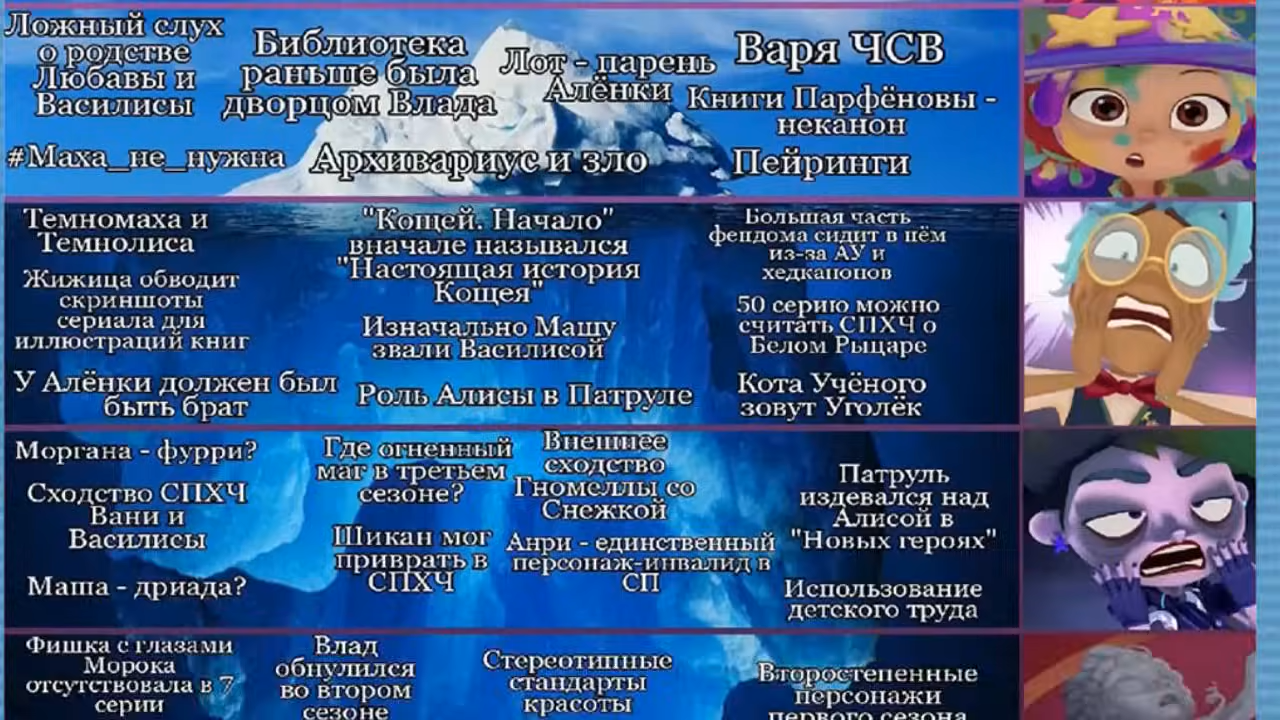 Ложный слух
о родстве
Любавы и
Василисы
Библиотека
раньше была
дворцом Влада
Лот - парень
Алёнки
Варя ЧСВ
Книги Парфёновы -
неканон
#Маха_не_нужна
Архивариус и зло
Пейринги
Темномаха и
Темнолиса
"Кощей. Начало"
вначале назывался
"Настоящая история
Кощея"
Большая часть
фендома сидит в нём
из-за АУ и
хедканонов
Жижица обводит
скриншоты
сериала для
иллюстраций книг
Изначально Машу
звали Василисой
50 серию можно
считать СПХЧ о
Белом Рыцаре
У Алёнки должен был
быть брат
Роль Алисы в Патруле
Кота Учёного
зовут Уголёк
Моргана - фурри?
Где огненный
маг в третьем
сезоне?
Внешнее
сходство
Гномеллы со
Снежкой
Патруль
издевался над
Алисой в
"Новых героях"
Сходство СПХЧ
Вани и
Василисы
Шикан мог
приврать в
СПХЧ
Анри - единственный
персонаж-инвалид в
СП
Маша - дриада?
Использование
детского труда
Фишка с глазами
Морока
отсутствовала в 7
серии
Влад
обнулился
во втором
сезоне
Стереотипные
стандарты
красоты
Второстепенные
персонажи
первого сезона